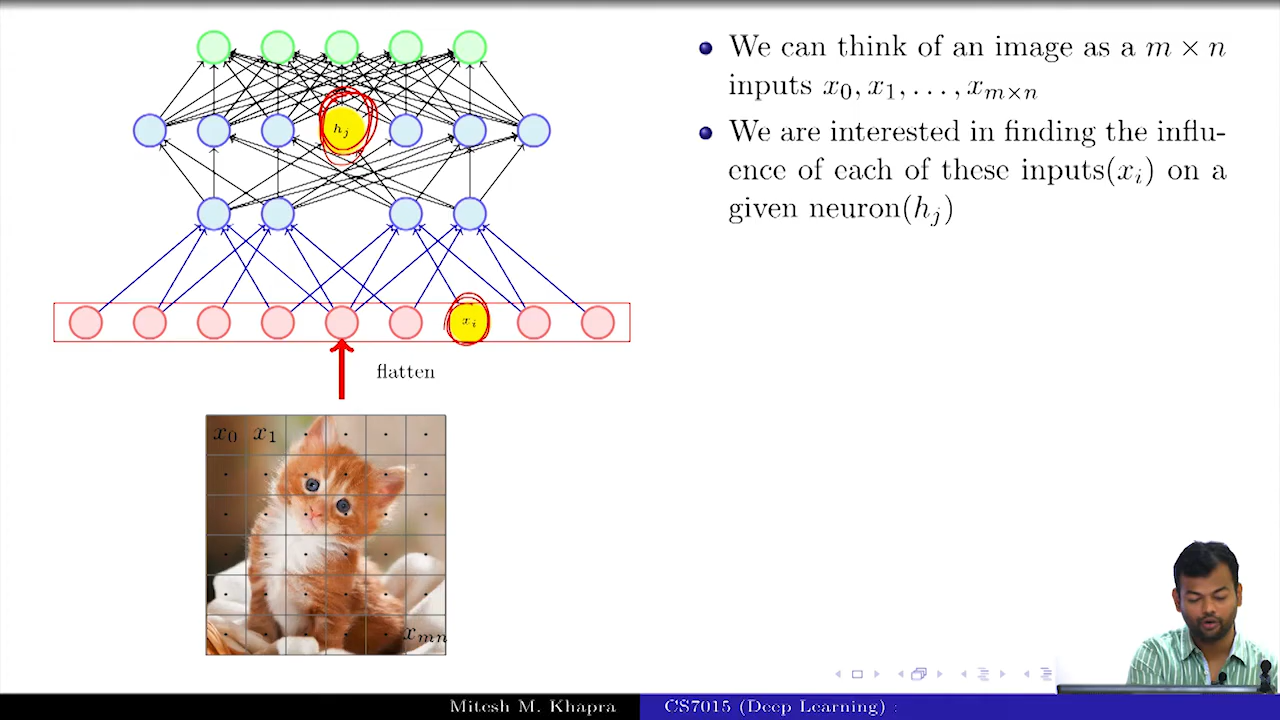 We can think of an image as a m × n
inputs x₀, x₁, . . . , xₘ×ₙ
We are interested in finding the influ-
ence of each of these inputs(xᵢ) on a
given neuron(hⱼ)
hⱼ
xᵢ
flatten
x₀ x₁
xₘₙ
Mitesh M. Khapra
CS7015 (Deep Learning) :